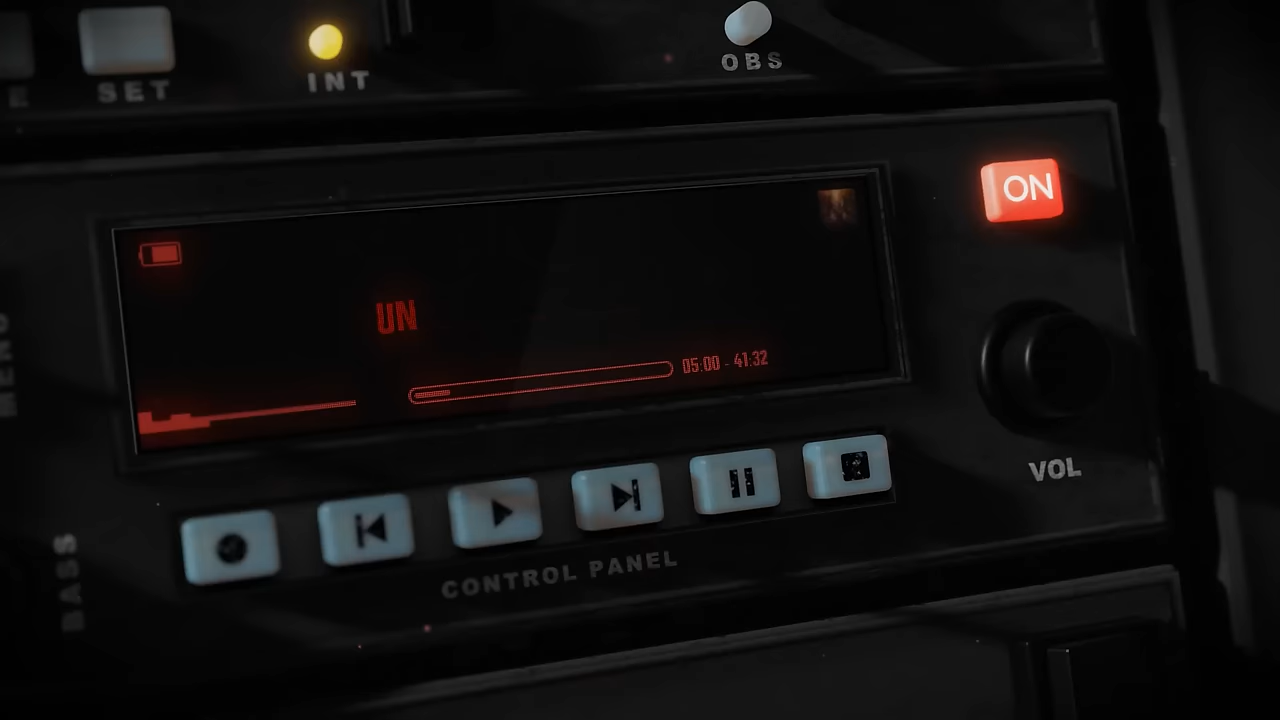 SET
INT
OBS
ON
UN
05:00 - 41:32
VOL
CONTROL PANEL
BASS